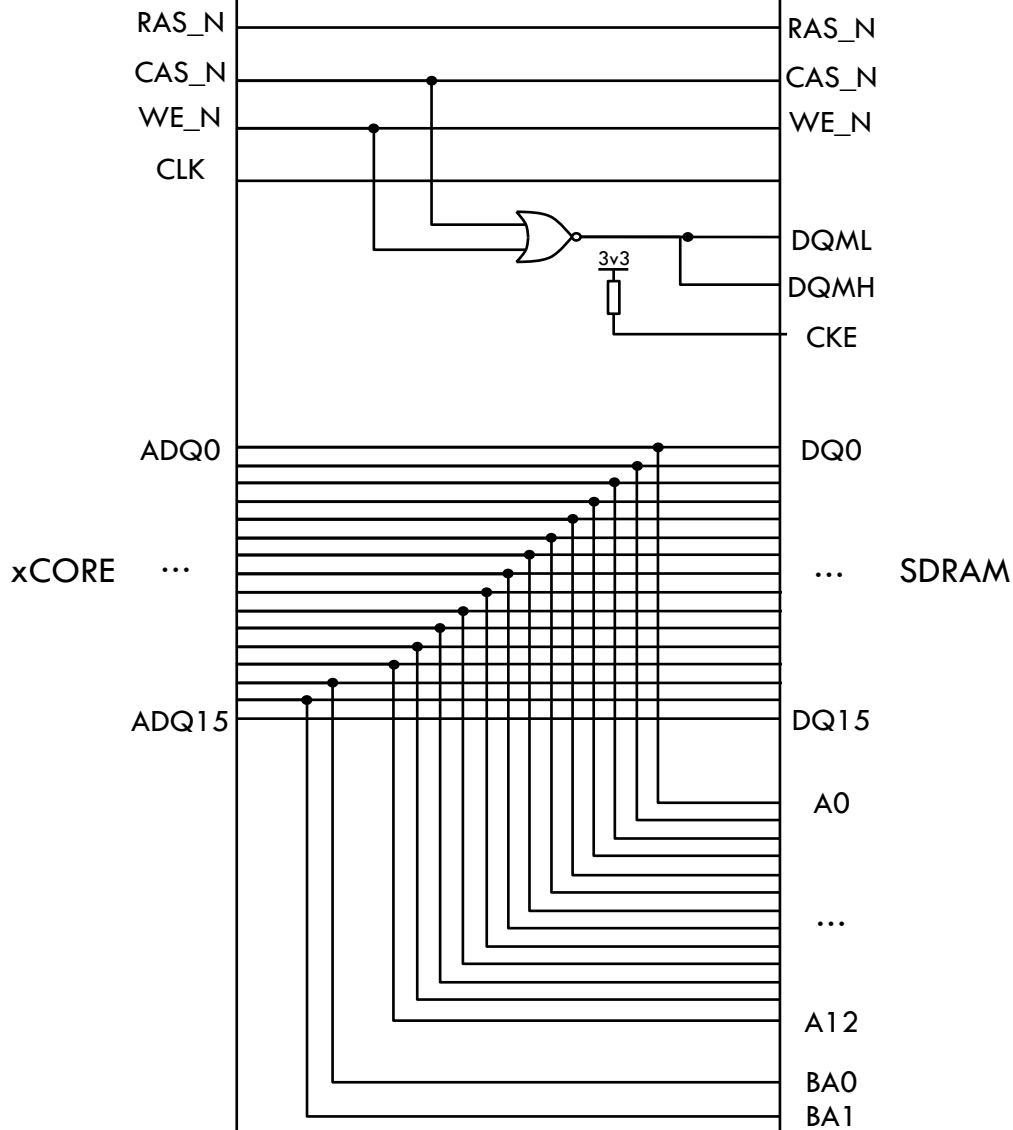 RAS_N RAS_N
CAS_N CAS_N
WE_N WE_N
CLK
DQML
3v3
DQMH
CKE
ADQ0 DQ0
xCORE ... ... SDRAM
ADQ15 DQ15
A0
...
A12
BA0
BA1